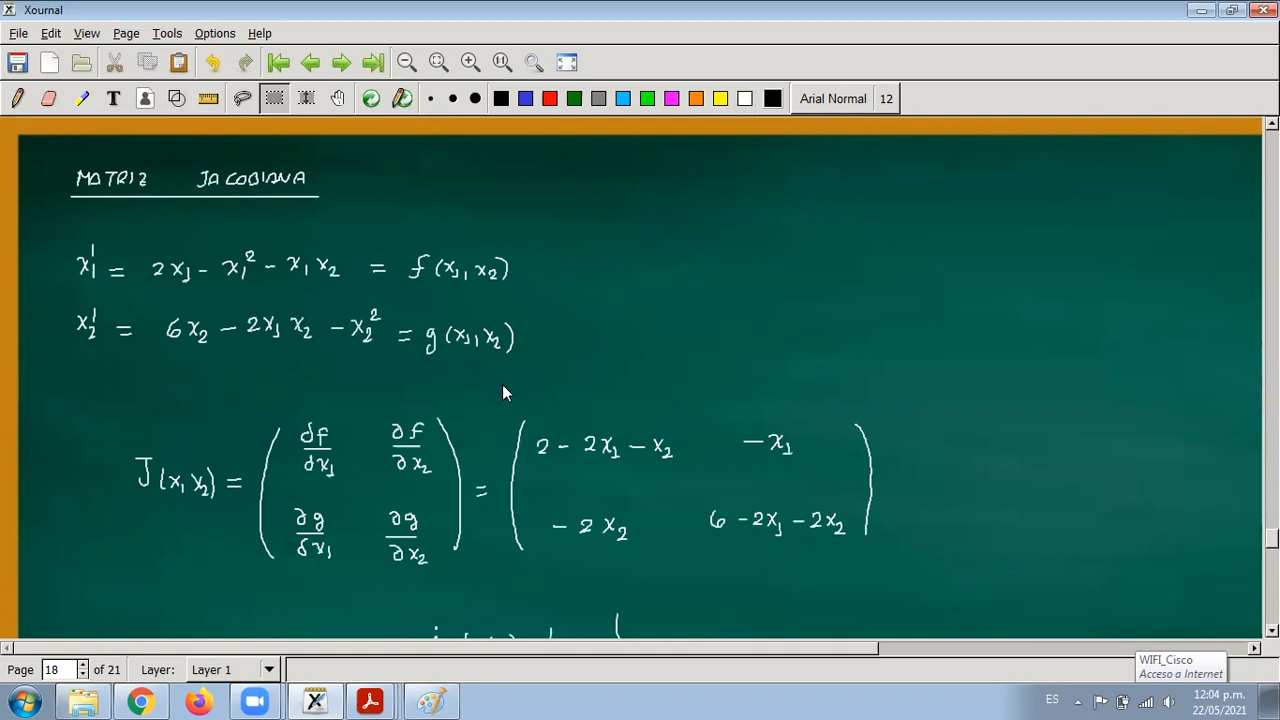 Xournal
File Edit View Page Tools Options Help
Arial Normal 12
MATRIZ JACOBIANA
x₁' = 2x₁ - x₁² - x₁x₂ = f(x₁,x₂)
x₂' = 6x₂ - 2x₁x₂ - x₂² = g(x₁,x₂)
J(x₁x₂) = ( ∂f/∂x₁ ∂f/∂x₂ ) = ( 2 - 2x₁ - x₂ -x₁ )
( ∂g/∂x₁ ∂g/∂x₂ ) ( -2x₂ 6 - 2x₁ - 2x₂ )
Page 18 of 21 Layer: Layer 1
WIFI_Cisco
Acceso a Internet
ES 12:04 p.m.
22/05/2021